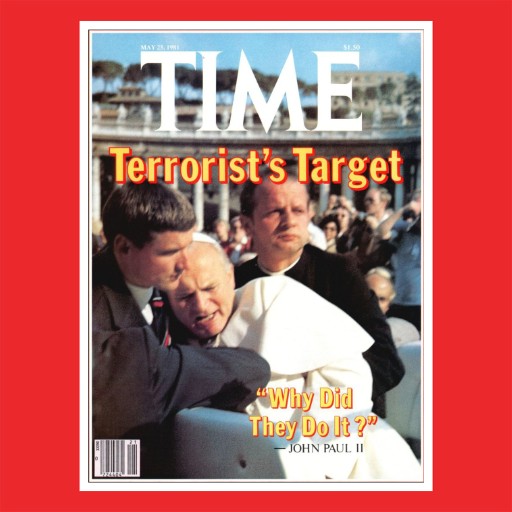 MAY 25, 1981 $1.50
TIME
Terrorist's Target
"Why Did
They Do It?"
— JOHN PAUL II